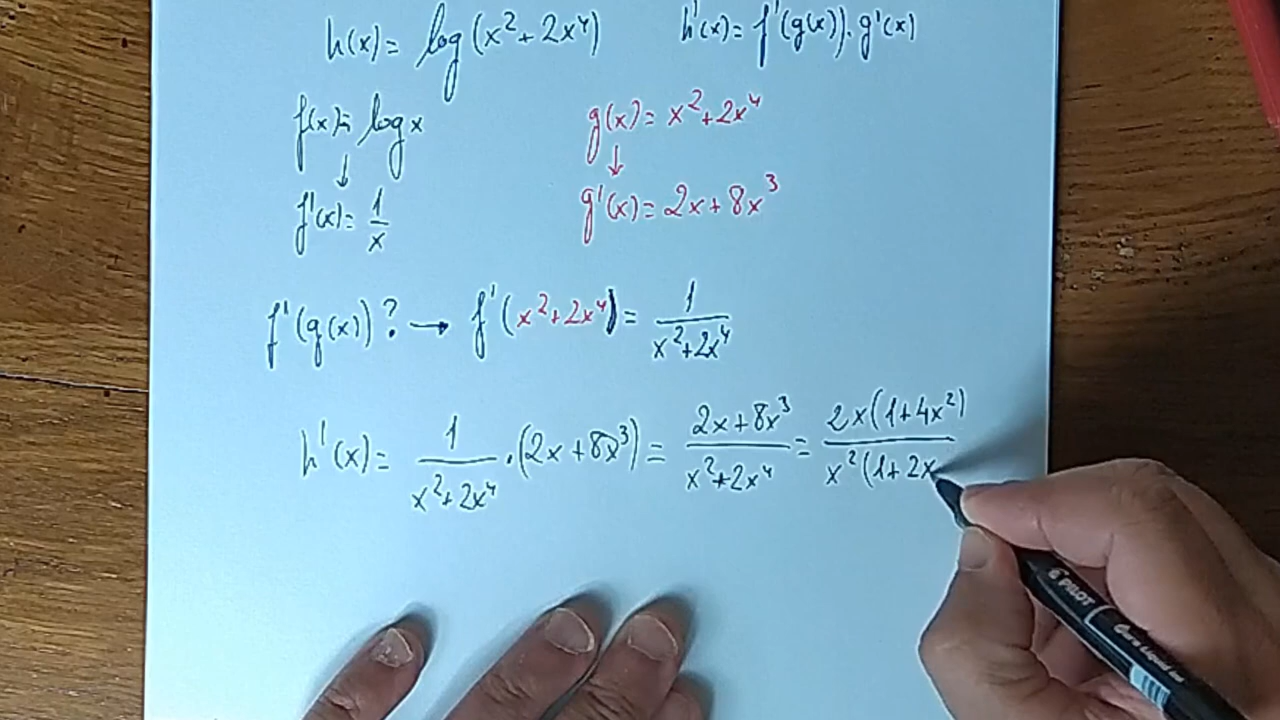 h(x) = log(x² + 2x⁴) h'(x) = f'(g(x)) · g'(x)
f(x) = log x g(x) = x² + 2x⁴
↓ ↓
f'(x) = 1/x g'(x) = 2x + 8x³
f'(g(x))? → f'(x² + 2x⁴) = 1/(x² + 2x⁴)
h'(x) = 1/(x² + 2x⁴) · (2x + 8x³) = (2x + 8x³)/(x² + 2x⁴) = 2x(1 + 4x²)/x²(1 + 2x
PILOT